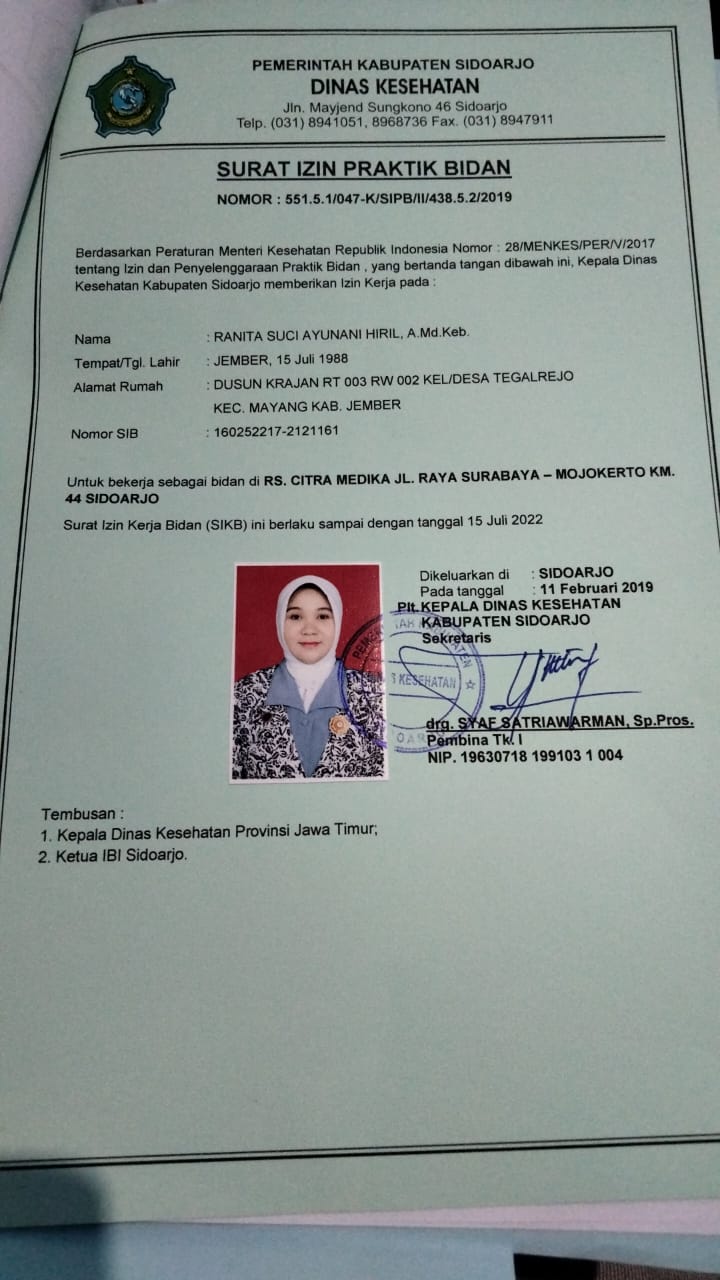 PEMERINTAH KABUPATEN SIDOARJO
DINAS KESEHATAN
Jln. Mayjend Sungkono 46 Sidoarjo
Telp. (031) 8941051, 8968736 Fax. (031) 8947911
SURAT IZIN PRAKTIK BIDAN
NOMOR : 551.5.1/047-K/SIPB/II/438.5.2/2019
Berdasarkan Peraturan Menteri Kesehatan Republik Indonesia Nomor : 28/MENKES/PER/V/2017
tentang Izin dan Penyelenggaraan Praktik Bidan , yang bertanda tangan dibawah ini, Kepala Dinas
Kesehatan Kabupaten Sidoarjo memberikan Izin Kerja pada :
Nama : RANITA SUCI AYUNANI HIRIL, A.Md.Keb.
Tempat/Tgl. Lahir : JEMBER, 15 Juli 1988
Alamat Rumah : DUSUN KRAJAN RT 003 RW 002 KEL/DESA TEGALREJO
KEC. MAYANG KAB. JEMBER
Nomor SIB : 160252217-2121161
Untuk bekerja sebagai bidan di RS. CITRA MEDIKA JL. RAYA SURABAYA – MOJOKERTO KM.
44 SIDOARJO
Surat Izin Kerja Bidan (SIKB) ini berlaku sampai dengan tanggal 15 Juli 2022
Dikeluarkan di : SIDOARJO
Pada tanggal : 11 Februari 2019
Plt. KEPALA DINAS KESEHATAN
KABUPATEN SIDOARJO
Sekretaris
KESEHATAN
drg. SYAF SATRIAWARMAN, Sp.Pros.
Pembina Tk. I
NIP. 19630718 199103 1 004
Tembusan :
1. Kepala Dinas Kesehatan Provinsi Jawa Timur;
2. Ketua IBI Sidoarjo.